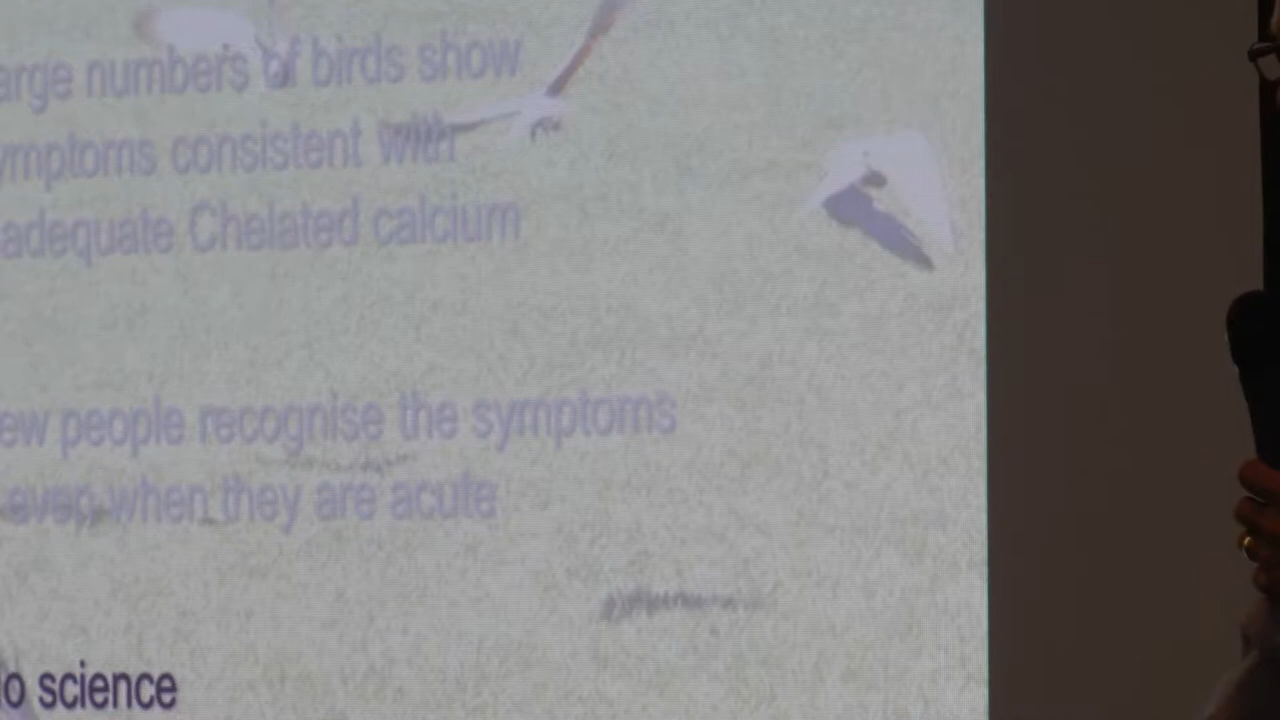 arge numbers of birds show
ymptoms consistent with
adequate Chelated calcium
ew people recognise the symptoms
even when they are acute
lo science